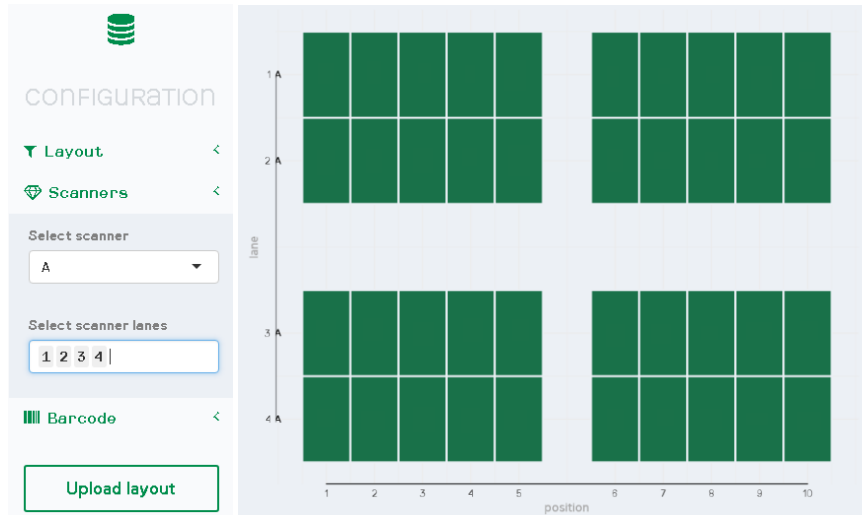 CONFIGURATION
Layout
Scanners
Select scanner
A
Select scanner lanes
1 2 3 4
Barcode
Upload layout
lane
1 A
2 A
3 A
4 A
1 2 3 4 5 6 7 8 9 10
position